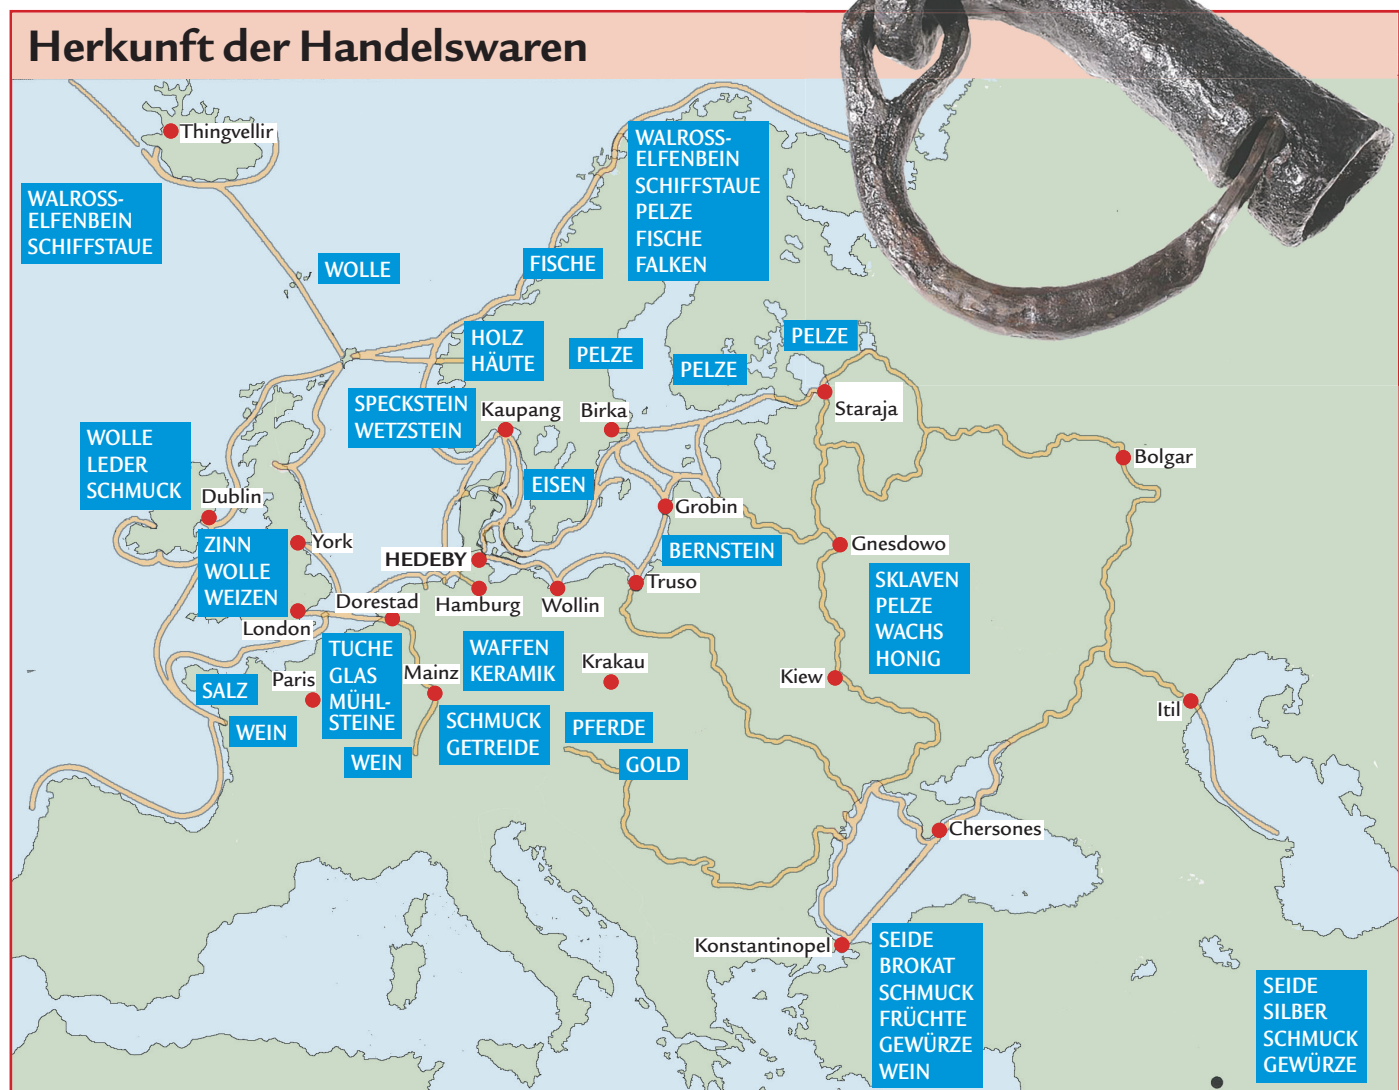 Herkunft der Handelswaren
Thingvellir
WALROSS-
ELFENBEIN
SCHIFFSTAUE
WALROSS-
ELFENBEIN
SCHIFFSTAUE
PELZE
FISCHE
FALKEN
WOLLE
FISCHE
HOLZ
HÄUTE
PELZE
PELZE
PELZE
SPECKSTEIN
WETZSTEIN
Kaupang
Birka
Staraja
WOLLE
LEDER
SCHMUCK
Bolgar
EISEN
Dublin
Grobin
ZINN
WOLLE
WEIZEN
York
HEDEBY
BERNSTEIN
Gnesdowo
Truso
SKLAVEN
PELZE
WACHS
HONIG
Dorestad
Hamburg
Wollin
London
TUCHE
GLAS
MÜHL-
STEINE
WAFFEN
KERAMIK
Krakau
Mainz
Paris
Kiew
SALZ
Itil
WEIN
SCHMUCK
GETREIDE
PFERDE
WEIN
GOLD
Chersones
Konstantinopel
SEIDE
BROKAT
SCHMUCK
FRÜCHTE
GEWÜRZE
WEIN
SEIDE
SILBER
SCHMUCK
GEWÜRZE